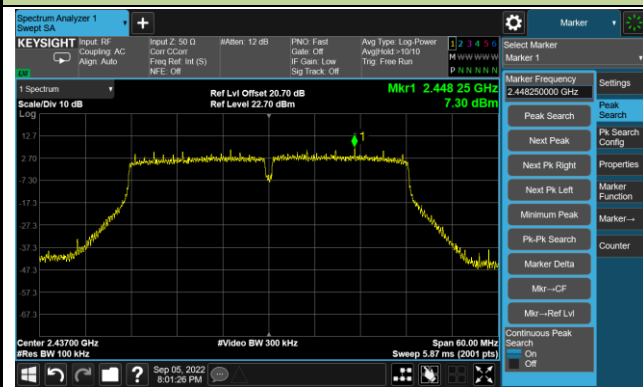 Spectrum Analyzer 1
Swept SA
Marker
KEYSIGHT
Input: RF
Coupling: AC
Align: Auto
Input Z: 50 Ω
Corr CCorr
Freq Ref: Int (S)
NFE: Off
#Atten: 12 dB
PNO: Fast
Gate: Off
IF Gain: Low
Sig Track: Off
Avg Type: Log-Power
Avg|Hold:>10/10
Trig: Free Run
1 2 3 4 5 6
M W W W W W
P N N N N N
Select Marker
Marker 1
1 Spectrum
Scale/Div 10 dB
Log
Ref Lvl Offset 20.70 dB
Ref Level 22.70 dBm
Mkr1 2.448 25 GHz
7.30 dBm
1
12.7
2.70
-7.30
-17.3
-27.3
-37.3
-47.3
-57.3
-67.3
Center 2.43700 GHz
#Res BW 100 kHz
#Video BW 300 kHz
Span 60.00 MHz
Sweep 5.87 ms (2001 pts)
Marker Frequency
2.448250000 GHz
Peak Search
Next Peak
Next Pk Right
Next Pk Left
Minimum Peak
Pk-Pk Search
Marker Delta
Mkr→CF
Mkr→Ref Lvl
Continuous Peak
Search
On
Off
Settings
Peak
Search
Pk Search
Config
Properties
Marker
Function
Marker→
Counter
Sep 05, 2022
8:01:26 PM